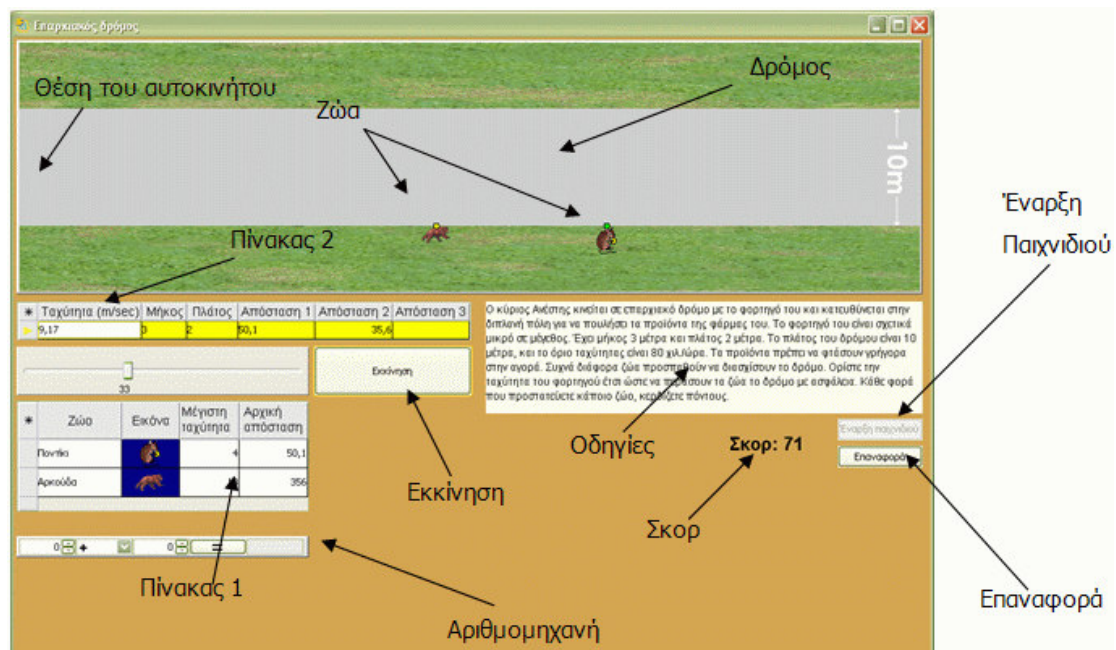 Επαρχιακός δρόμος
Θέση του αυτοκινήτου
Ζώα
Δρόμος
10m
Πίνακας 2
Έναρξη
Παιχνιδιού
* Ταχύτητα (m/sec) Μήκος Πλάτος Απόσταση 1 Απόσταση 2 Απόσταση 3
9,17 3 2 50,1 35,6
33
Εκκίνηση
Ο κύριος Ανέστης κινείται σε επαρχιακό δρόμο με το φορτηγό του και κατευθύνεται στην
διπλανή πόλη για να πουλήσει τα προϊόντα της φάρμας του. Το φορτηγό του είναι σχετικά
μικρό σε μέγεθος. Έχει μήκος 3 μέτρα και πλάτος 2 μέτρα. Το πλάτος του δρόμου είναι 10
μέτρα, και το όριο ταχύτητας είναι 80 χιλ./ώρα. Τα προϊόντα πρέπει να φτάσουν γρήγορα
στην αγορά. Συχνά διάφορα ζώα προσπαθούν να διασχίσουν το δρόμο. Ορίστε την
ταχύτητα του φορτηγού έτσι ώστε να περάσουν τα ζώα το δρόμο με ασφάλεια. Κάθε φορά
που προστατεύετε κάποιο ζώο, κερδίζετε πόντους.
* Ζώα Εικόνα Μέγιστη ταχύτητα Αρχική απόσταση
Ποντίκι 4 50,1
Αρκούδα 356
Οδηγίες
Σκορ: 71
Έναρξη παιχνιδιού
Επαναφορά
Εκκίνηση
Σκορ
0 + 0 =
Πίνακας 1
Αριθμομηχανή
Επαναφορά